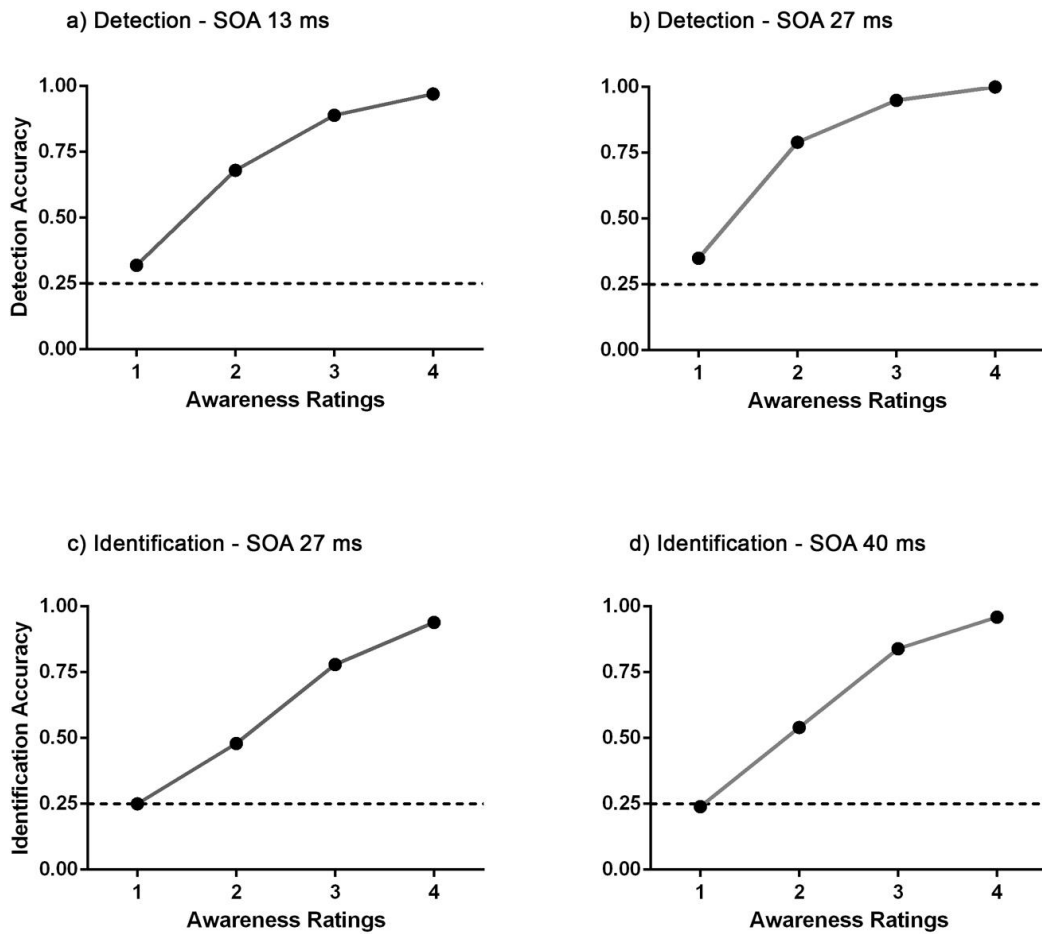 a) Detection - SOA 13 ms
Detection Accuracy
1.00
0.75
0.50
0.25
0.00
1 2 3 4
Awareness Ratings
b) Detection - SOA 27 ms
1.00
0.75
0.50
0.25
0.00
1 2 3 4
Awareness Ratings
c) Identification - SOA 27 ms
Identification Accuracy
1.00
0.75
0.50
0.25
0.00
1 2 3 4
Awareness Ratings
d) Identification - SOA 40 ms
1.00
0.75
0.50
0.25
0.00
1 2 3 4
Awareness Ratings